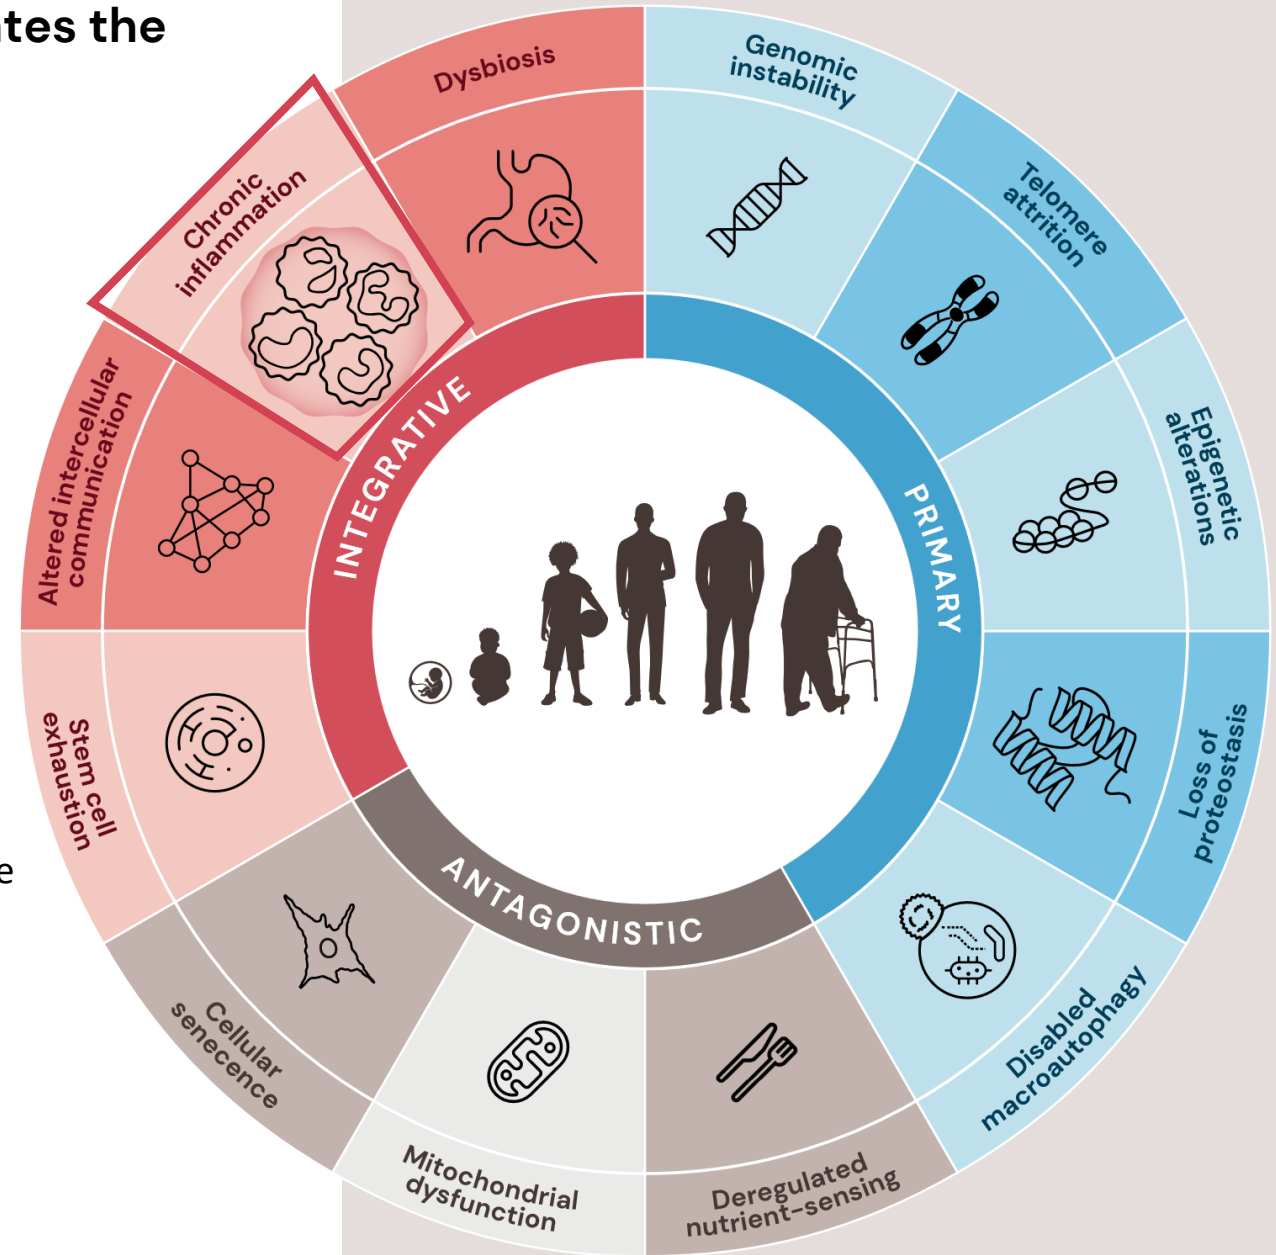 tes the
Dysbiosis
Genomic
instability
Telomere
attrition
Epigenetic
alterations
Loss of
proteostasis
Disabled
macroautophagy
Deregulated
nutrient-sensing
Mitochondrial
dysfunction
Cellular
senecence
Stem cell
exhaustion
Altered intercellular
communication
Chronic
inflammation
INTEGRATIVE
PRIMARY
ANTAGONISTIC
e